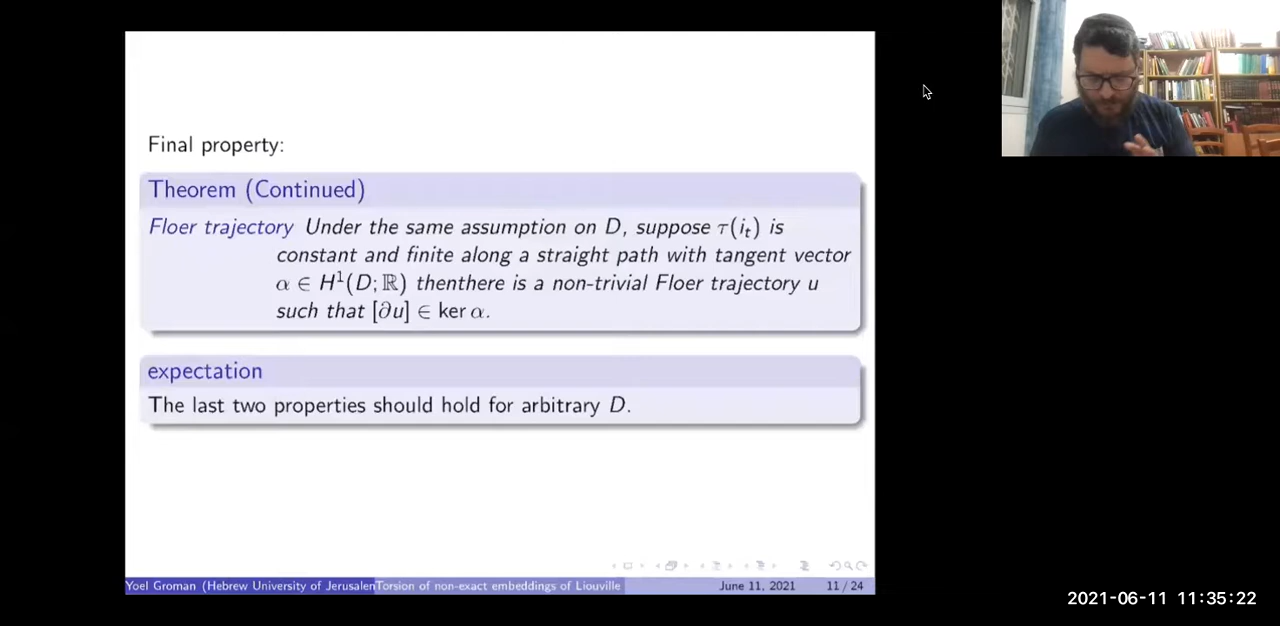 Final property:
Theorem (Continued)
Floer trajectory Under the same assumption on D, suppose τ(i_t) is
constant and finite along a straight path with tangent vector
α ∈ H¹(D; ℝ) thenthere is a non-trivial Floer trajectory u
such that [∂u] ∈ ker α.
expectation
The last two properties should hold for arbitrary D.
Yoel Groman (Hebrew University of Jerusalen Torsion of non-exact embeddings of Liouville June 11, 2021 11 / 24
2021-06-11 11:35:22